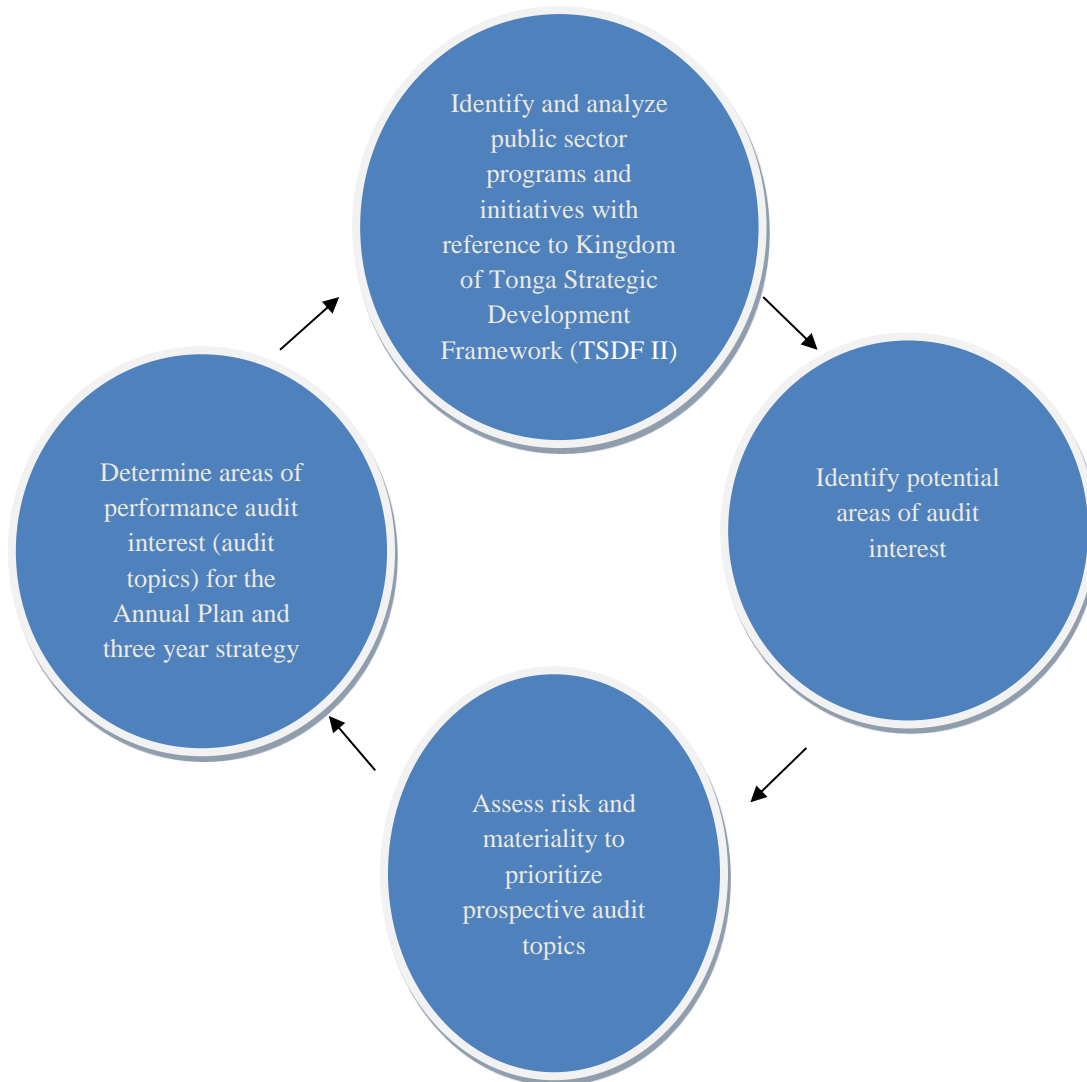 Identify and analyze
public sector
programs and
initiatives with
reference to Kingdom
of Tonga Strategic
Development
Framework (TSDF II)
Identify potential
areas of audit
interest
Assess risk and
materiality to
prioritize
prospective audit
topics
Determine areas of
performance audit
interest (audit
topics) for the
Annual Plan and
three year strategy